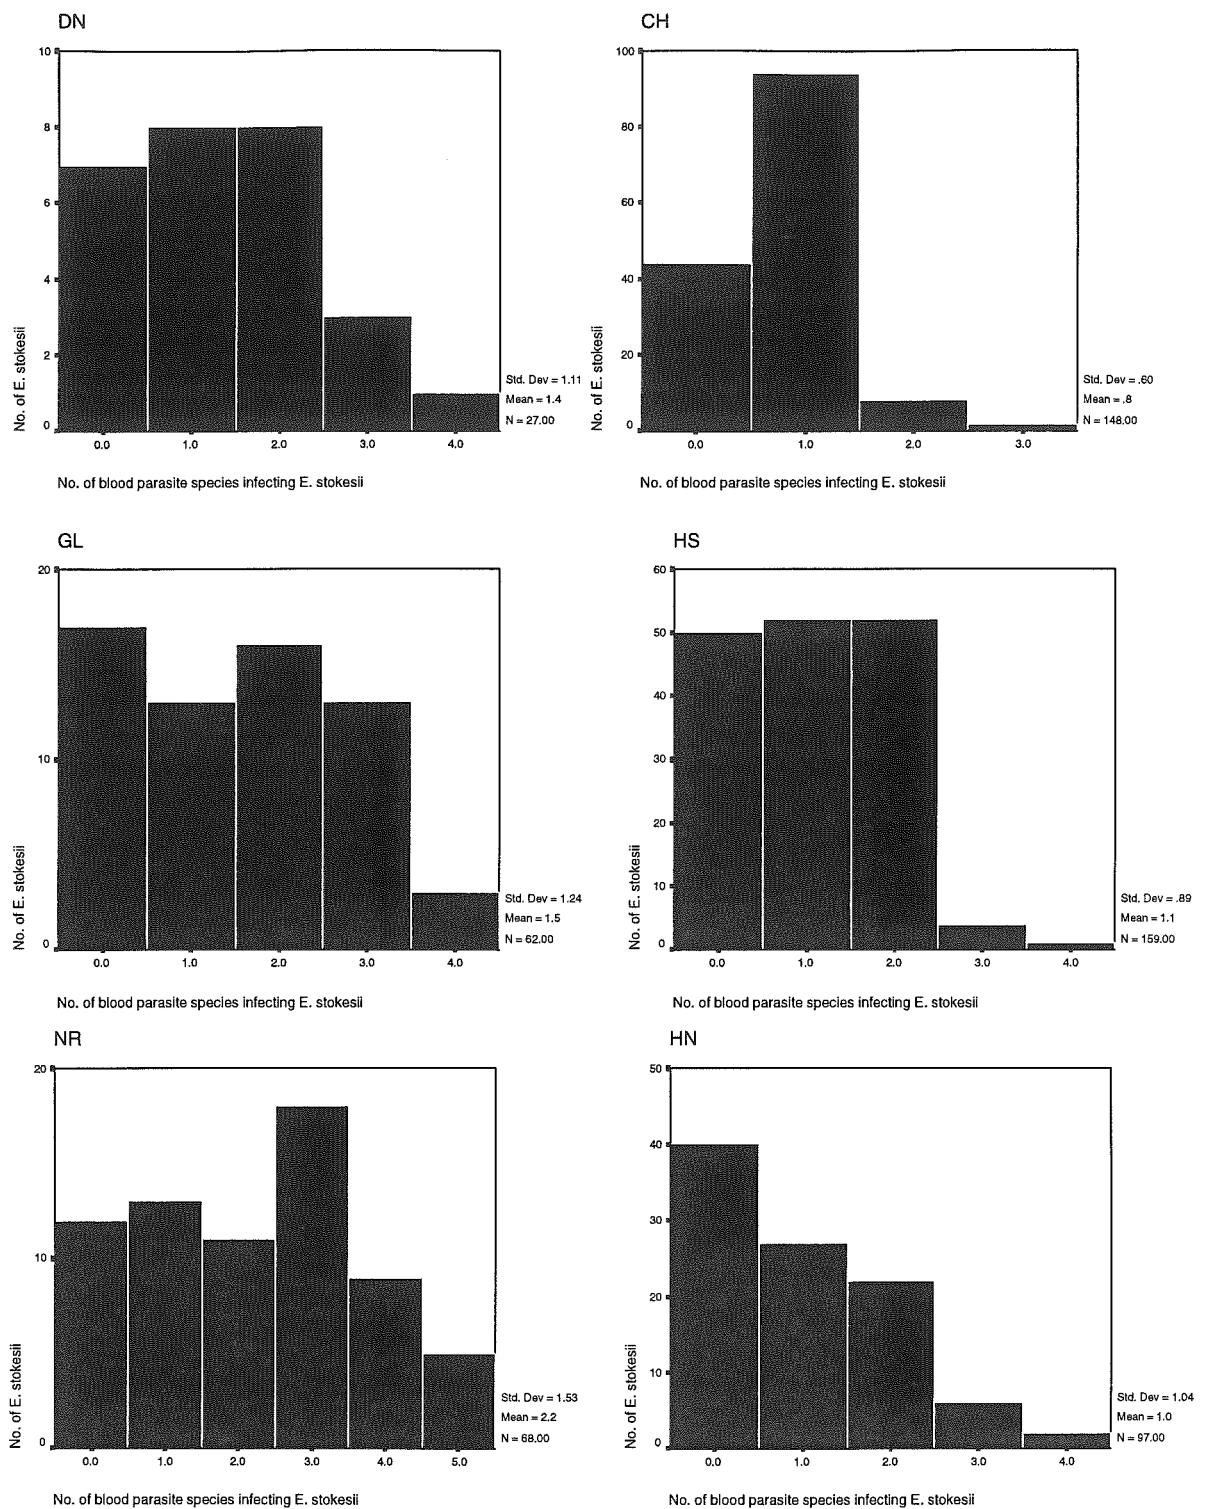 DN
10
8
6
4
2
0
No. of E. stokesii
0.0 1.0 2.0 3.0 4.0
Std. Dev = 1.11
Mean = 1.4
N = 27.00
No. of blood parasite species infecting E. stokesii
CH
100
80
60
40
20
0
No. of E. stokesii
0.0 1.0 2.0 3.0
Std. Dev = .60
Mean = .8
N = 148.00
No. of blood parasite species infecting E. stokesii
GL
20
10
0
No. of E. stokesii
0.0 1.0 2.0 3.0 4.0
Std. Dev = 1.24
Mean = 1.5
N = 62.00
No. of blood parasite species infecting E. stokesii
HS
60
50
40
30
20
10
0
No. of E. stokesii
0.0 1.0 2.0 3.0 4.0
Std. Dev = .89
Mean = 1.1
N = 159.00
No. of blood parasite species infecting E. stokesii
NR
20
10
0
No. of E. stokesii
0.0 1.0 2.0 3.0 4.0 5.0
Std. Dev = 1.53
Mean = 2.2
N = 68.00
No. of blood parasite species infecting E. stokesii
HN
50
40
30
20
10
0
No. of E. stokesii
0.0 1.0 2.0 3.0 4.0
Std. Dev = 1.04
Mean = 1.0
N = 97.00
No. of blood parasite species infecting E. stokesii